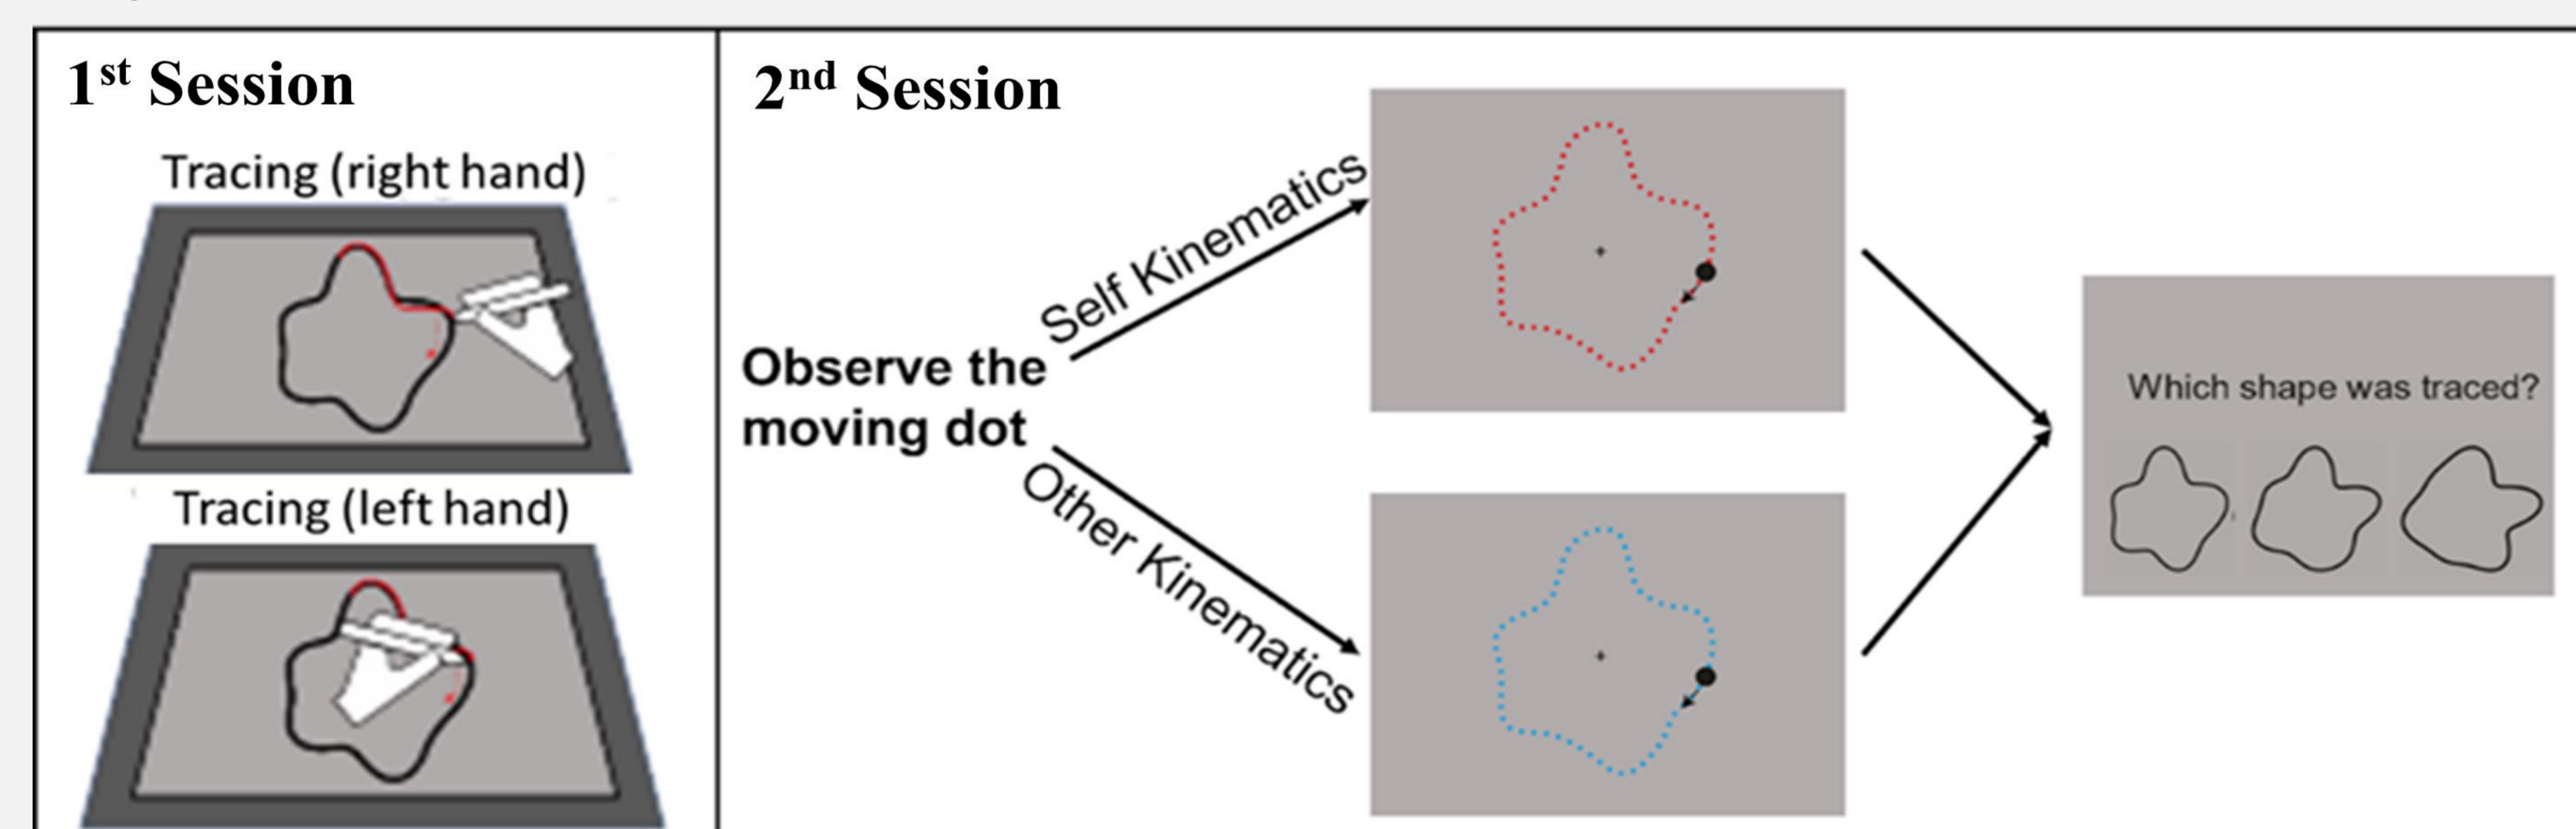 1st Session
Tracing (right hand)
Tracing (left hand)
2nd Session
Observe the
moving dot
Self Kinematics
Other Kinematics
Which shape was traced?